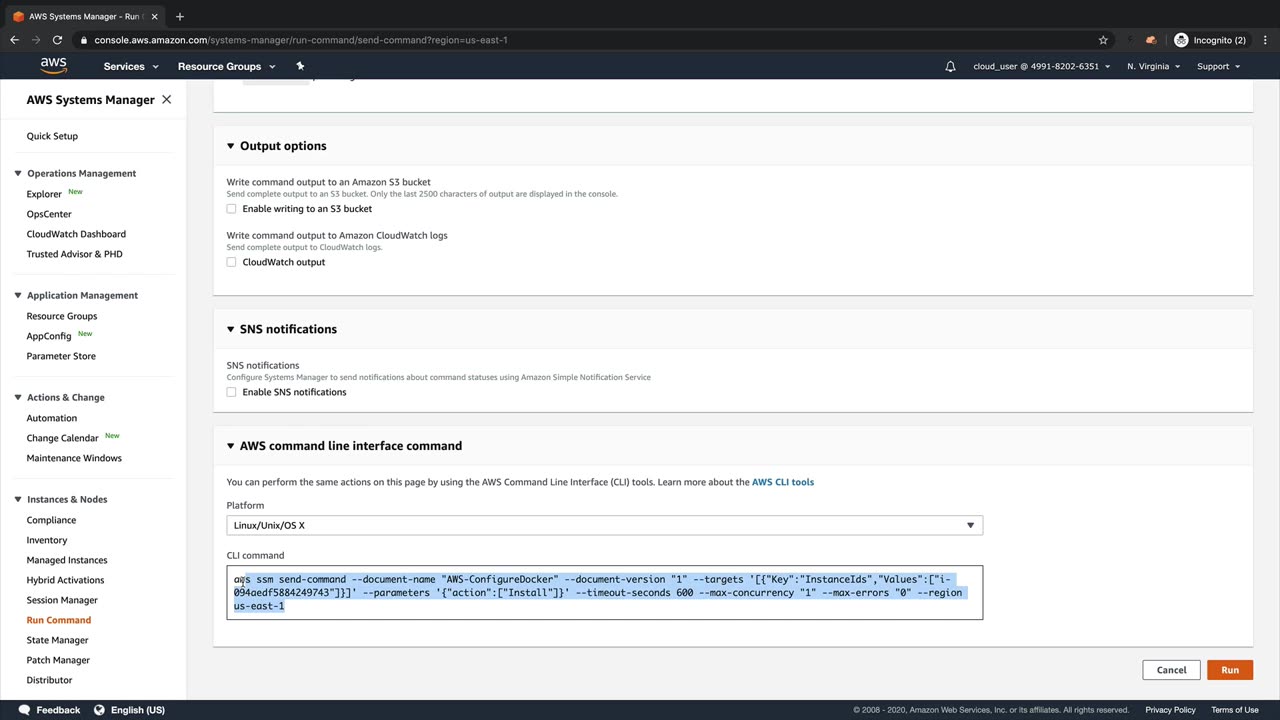 AWS Systems Manager - Run
console.aws.amazon.com/systems-manager/run-command/send-command?region=us-east-1
Incognito (2)
aws
Services
Resource Groups
cloud_user @ 4991-8202-6351
N. Virginia
Support
AWS Systems Manager
Quick Setup
Operations Management
Explorer New
OpsCenter
CloudWatch Dashboard
Trusted Advisor & PHD
Application Management
Resource Groups
AppConfig New
Parameter Store
Actions & Change
Automation
Change Calendar New
Maintenance Windows
Instances & Nodes
Compliance
Inventory
Managed Instances
Hybrid Activations
Session Manager
Run Command
State Manager
Patch Manager
Distributor
Output options
Write command output to an Amazon S3 bucket
Send complete output to an S3 bucket. Only the last 2500 characters of output are displayed in the console.
Enable writing to an S3 bucket
Write command output to Amazon CloudWatch logs
Send complete output to CloudWatch logs.
CloudWatch output
SNS notifications
SNS notifications
Configure Systems Manager to send notifications about command statuses using Amazon Simple Notification Service
Enable SNS notifications
AWS command line interface command
You can perform the same actions on this page by using the AWS Command Line Interface (CLI) tools. Learn more about the AWS CLI tools
Platform
Linux/Unix/OS X
CLI command
aws ssm send-command --document-name "AWS-ConfigureDocker" --document-version "1" --targets '[{"Key":"InstanceIds","Values":["i-
094aedf5884249743"]}]' --parameters '{"action":["Install"]}' --timeout-seconds 600 --max-concurrency "1" --max-errors "0" --region
us-east-1
Cancel
Run
Feedback
English (US)
© 2008 - 2020, Amazon Web Services, Inc. or its affiliates. All rights reserved.
Privacy Policy
Terms of Use